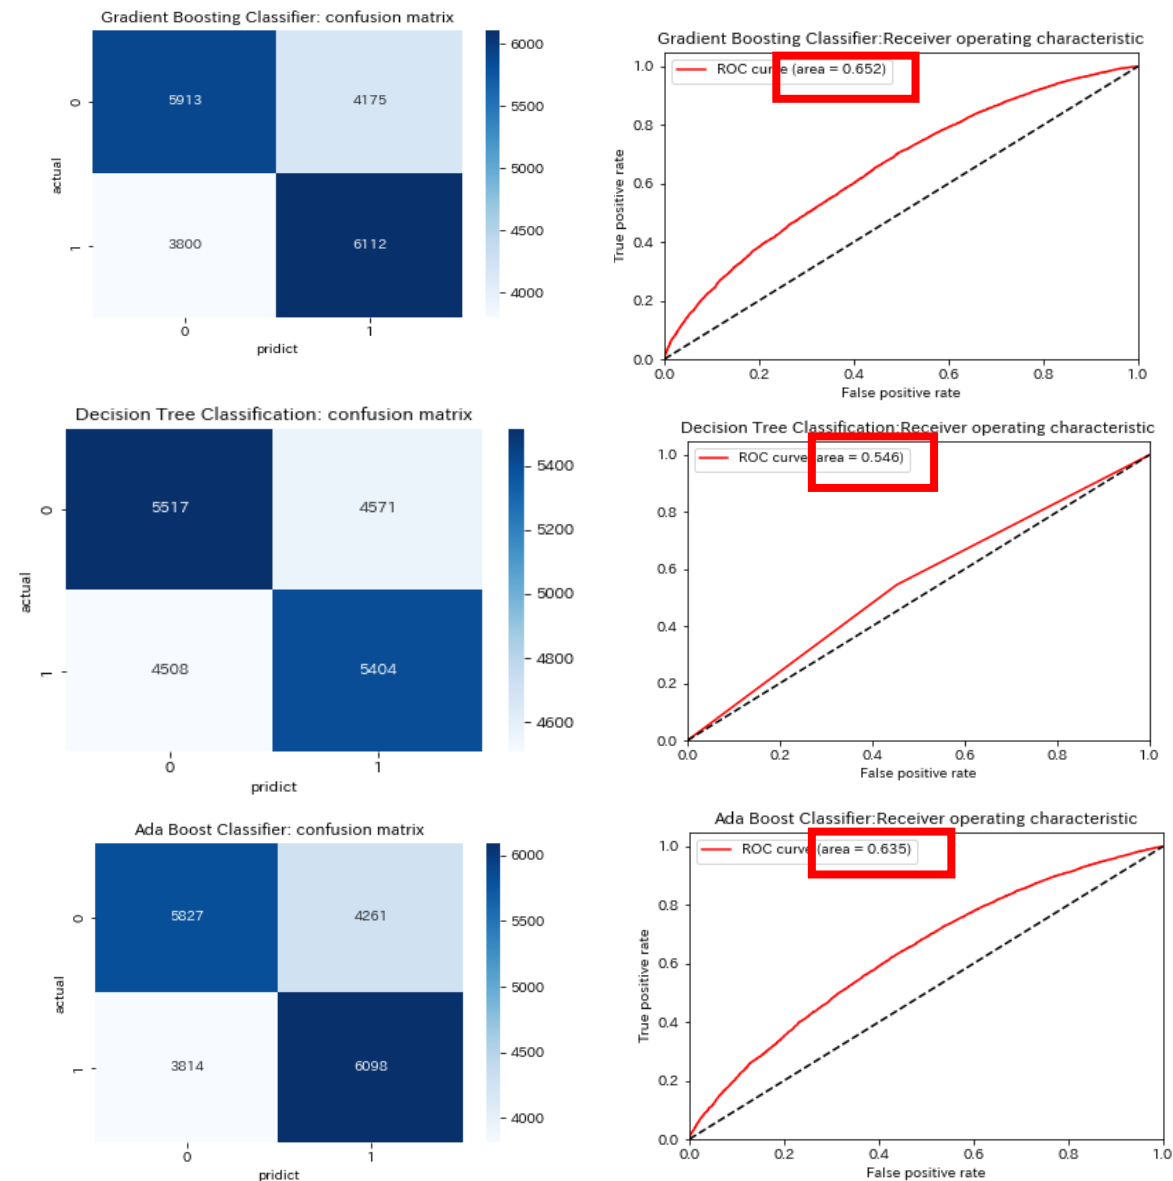 Gradient Boosting Classifier: confusion matrix
5913 4175
3800 6112
0
1
actual
0 1
pridict
6000
5500
5000
4500
4000
Gradient Boosting Classifier:Receiver operating characteristic
ROC curve (area = 0.652)
1.0
0.8
0.6
0.4
0.2
0.0
True positive rate
0.0 0.2 0.4 0.6 0.8 1.0
False positive rate
Decision Tree Classification: confusion matrix
5517 4571
4508 5404
0
1
actual
0 1
pridict
5400
5200
5000
4800
4600
Decision Tree Classification:Receiver operating characteristic
ROC curve (area = 0.546)
1.0
0.8
0.6
0.4
0.2
0.0
0.0 0.2 0.4 0.6 0.8 1.0
False positive rate
Ada Boost Classifier: confusion matrix
5827 4261
3814 6098
0
1
actual
0 1
pridict
6000
5500
5000
4500
4000
Ada Boost Classifier:Receiver operating characteristic
ROC curve (area = 0.635)
1.0
0.8
0.6
0.4
0.2
0.0
True positive rate
0.0 0.2 0.4 0.6 0.8 1.0
False positive rate